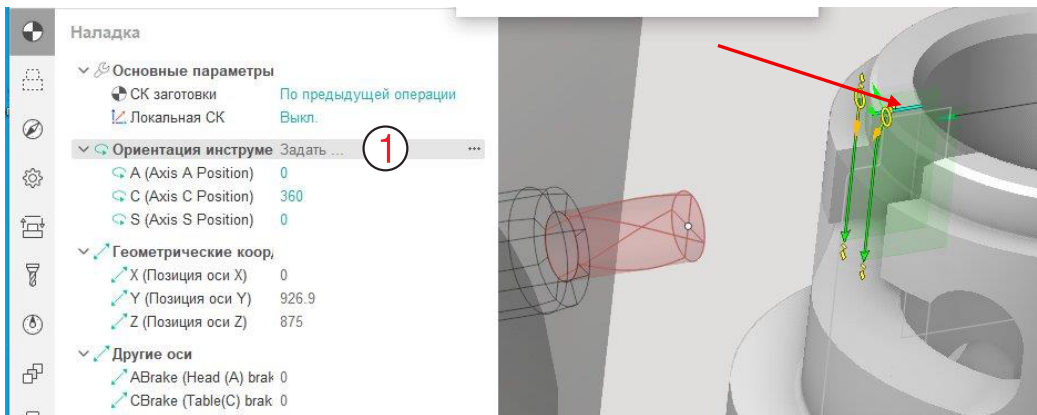 Наладка
Основные параметры
СК заготовки По предыдущей операции
Локальная СК Выкл.
Ориентация инструме Задать ... 1 ...
A (Axis A Position) 0
C (Axis C Position) 360
S (Axis S Position) 0
Геометрические коор
X (Позиция оси X) 0
Y (Позиция оси Y) 926.9
Z (Позиция оси Z) 875
Другие оси
ABrake (Head (A) brak 0
CBrake (Table(C) brak 0